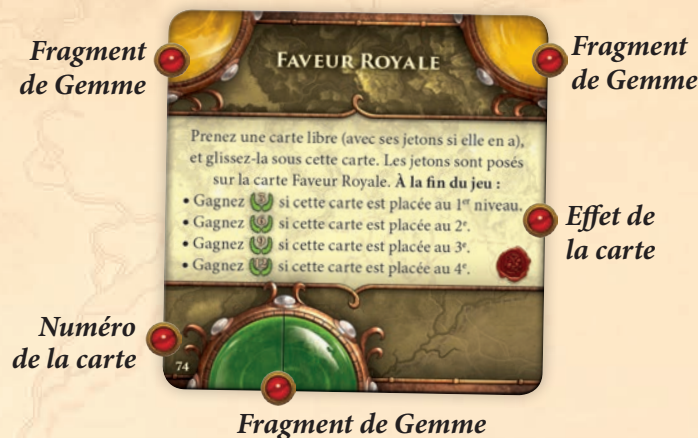 Fragment
de Gemme
FAVEUR ROYALE
Fragment
de Gemme
Prenez une carte libre (avec ses jetons si elle en a),
et glissez-la sous cette carte. Les jetons sont posés
sur la carte Faveur Royale. À la fin du jeu :
• Gagnez si cette carte est placée au 1er niveau.
• Gagnez si cette carte est placée au 2e.
• Gagnez si cette carte est placée au 3e.
• Gagnez si cette carte est placée au 4e.
Effet de
la carte
Numéro
de la carte
74
Fragment de Gemme